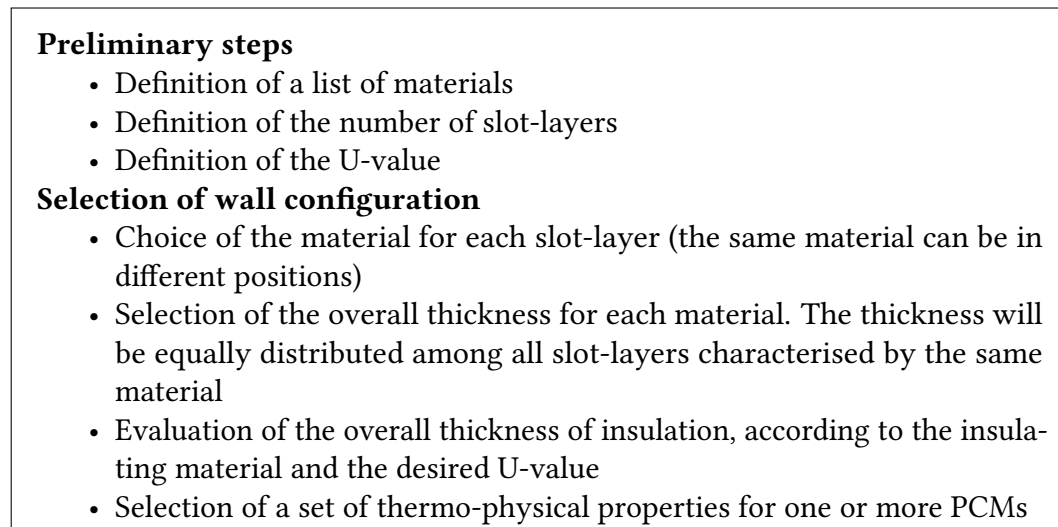 Preliminary steps
• Definition of a list of materials
• Definition of the number of slot-layers
• Definition of the U-value
Selection of wall configuration
• Choice of the material for each slot-layer (the same material can be in
different positions)
• Selection of the overall thickness for each material. The thickness will
be equally distributed among all slot-layers characterised by the same
material
• Evaluation of the overall thickness of insulation, according to the insula-
ting material and the desired U-value
• Selection of a set of thermo-physical properties for one or more PCMs